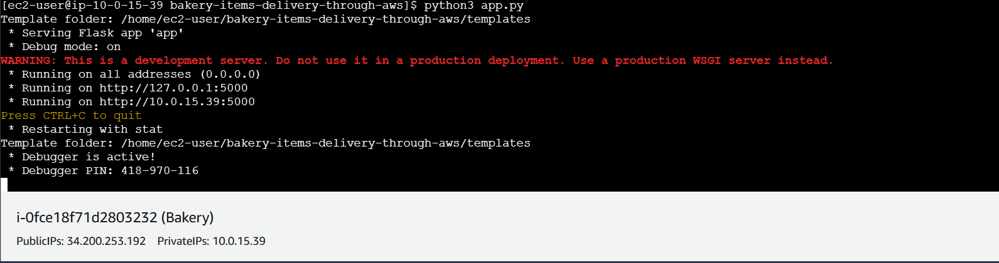 [ec2-user@ip-10-0-15-39 bakery-items-delivery-through-aws]$ python3 app.py
Template folder: /home/ec2-user/bakery-items-delivery-through-aws/templates
 * Serving Flask app 'app'
 * Debug mode: on
WARNING: This is a development server. Do not use it in a production deployment. Use a production WSGI server instead.
 * Running on all addresses (0.0.0.0)
 * Running on http://127.0.0.1:5000
 * Running on http://10.0.15.39:5000
Press CTRL+C to quit
 * Restarting with stat
Template folder: /home/ec2-user/bakery-items-delivery-through-aws/templates
 * Debugger is active!
 * Debugger PIN: 418-970-116
i-0fce18f71d2803232 (Bakery)
PublicIPs: 34.200.253.192 PrivateIPs: 10.0.15.39